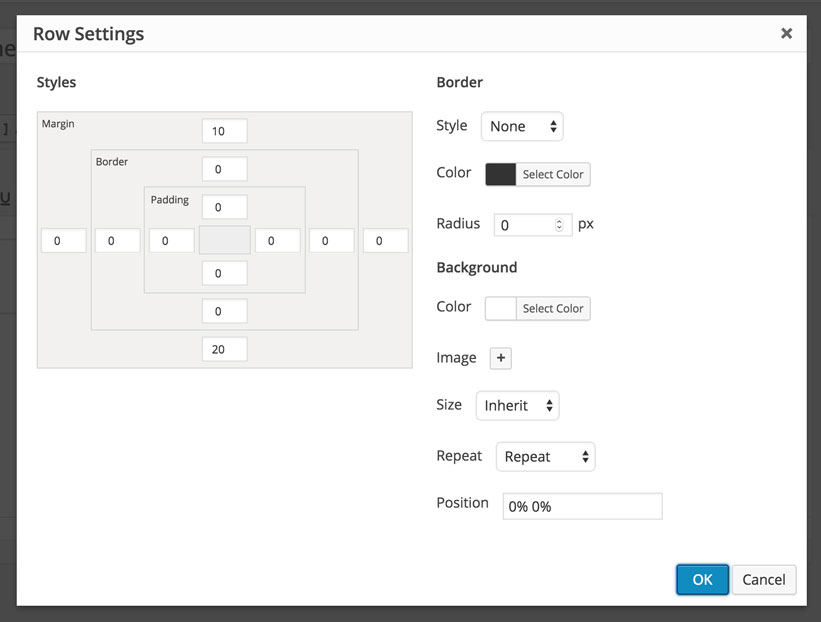 Row Settings
×
Styles
Margin
10
Border
0
Padding
0
0 0 0 0 0 0
0
0
20
Border
Style None
Color Select Color
Radius 0 px
Background
Color Select Color
Image +
Size Inherit
Repeat Repeat
Position 0% 0%
OK Cancel
ne
]
U